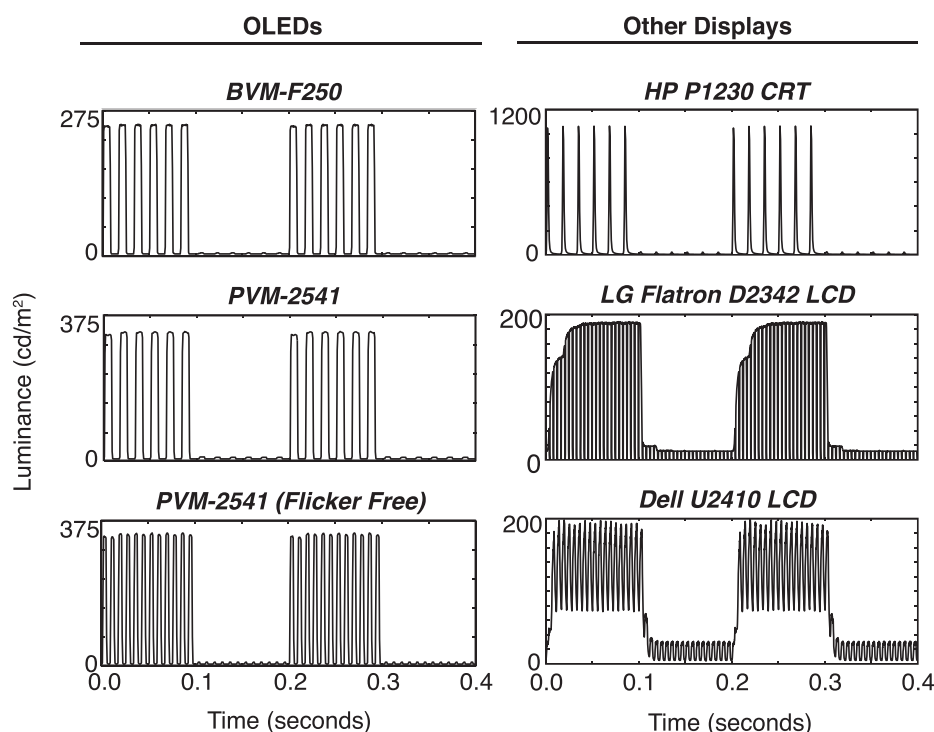 OLEDs
Other Displays
BVM-F250
HP P1230 CRT
275
0
1200
0
PVM-2541
LG Flatron D2342 LCD
375
0
200
0
Luminance (cd/m²)
PVM-2541 (Flicker Free)
Dell U2410 LCD
375
0
200
0
0.0 0.1 0.2 0.3 0.4
0.0 0.1 0.2 0.3 0.4
Time (seconds)
Time (seconds)